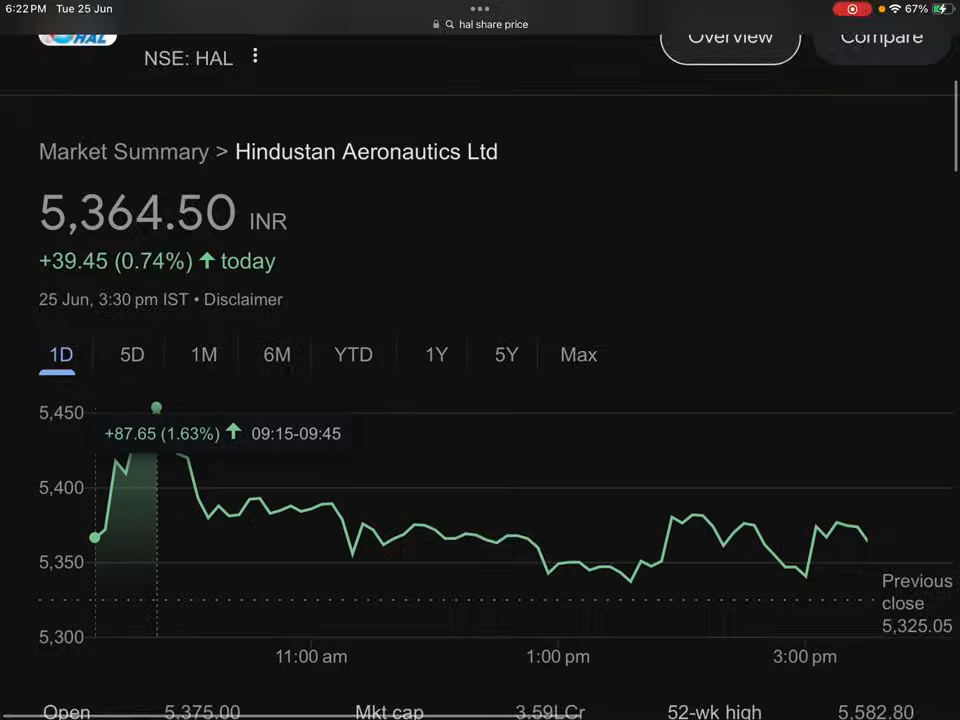 6:22 PM Tue 25 Jun
67%
hal share price
HAL
NSE: HAL
Overview
Compare
Market Summary > Hindustan Aeronautics Ltd
5,364.50 INR
+39.45 (0.74%) ↑ today
25 Jun, 3:30 pm IST • Disclaimer
1D 5D 1M 6M YTD 1Y 5Y Max
5,450
+87.65 (1.63%) ↑ 09:15-09:45
5,400
5,350
5,300
Previous
close
5,325.05
11:00 am 1:00 pm 3:00 pm
Open 5,375.00 Mkt cap 3.59LCr 52-wk high 5,582.80